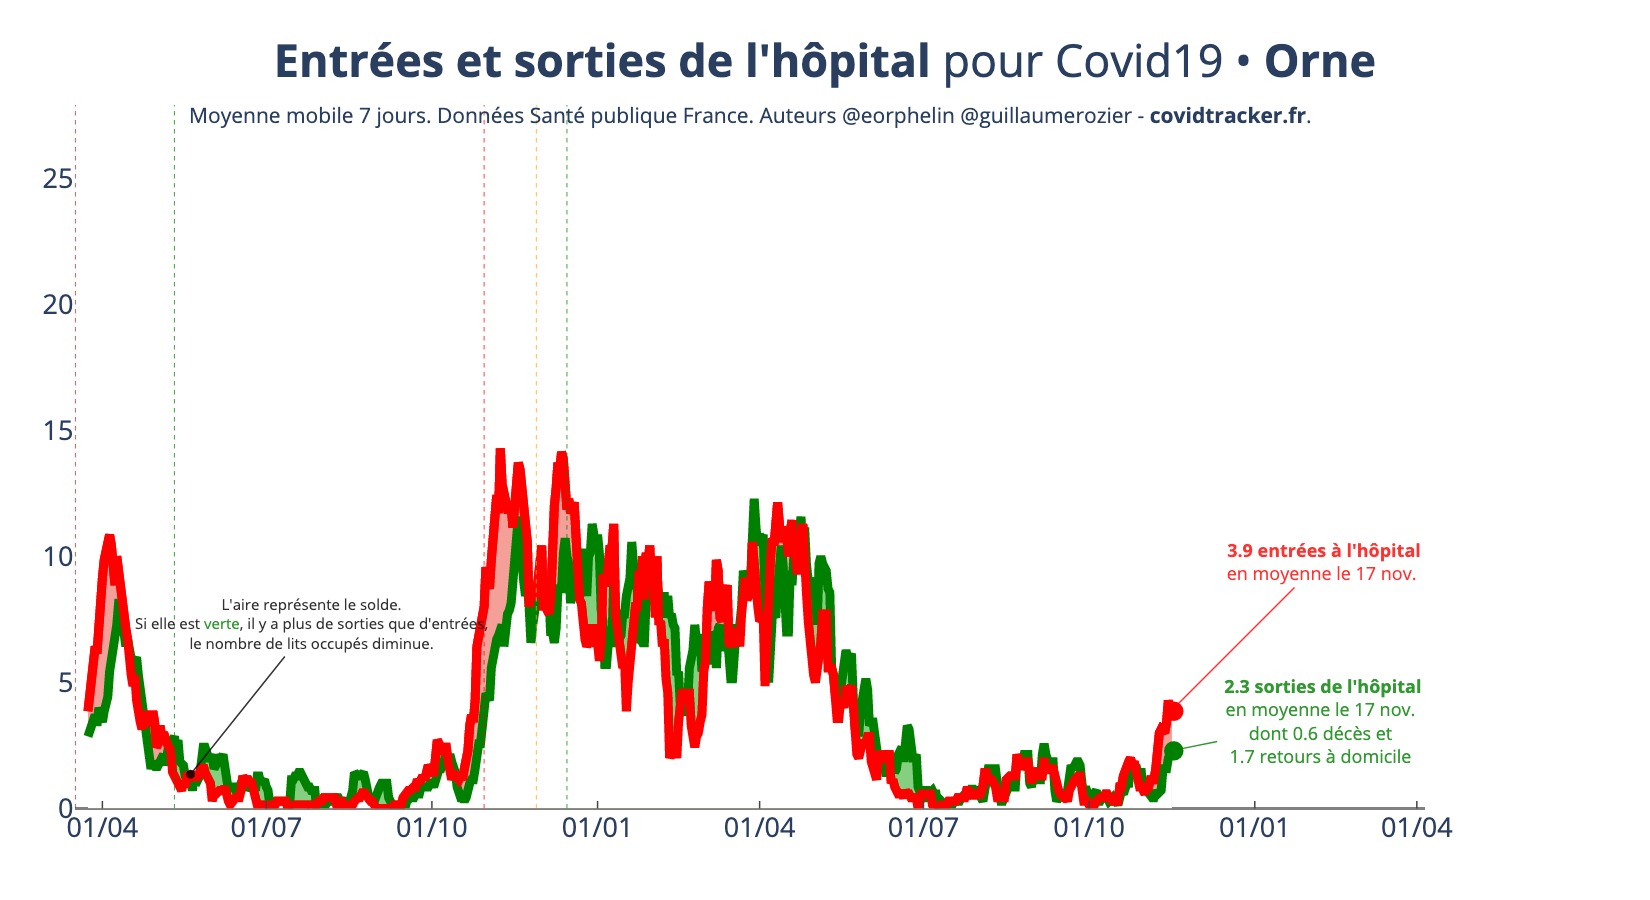 Entrées et sorties de l'hôpital pour Covid19 • Orne
Moyenne mobile 7 jours. Données Santé publique France. Auteurs @eorphelin @guillaumerozier - covidtracker.fr.
25
20
15
10
5
0
L'aire représente le solde.
Si elle est verte, il y a plus de sorties que d'entrées,
le nombre de lits occupés diminue.
3.9 entrées à l'hôpital
en moyenne le 17 nov.
2.3 sorties de l'hôpital
en moyenne le 17 nov.
dont 0.6 décès et
1.7 retours à domicile
01/04 01/07 01/10 01/01 01/04 01/07 01/10 01/01 01/04